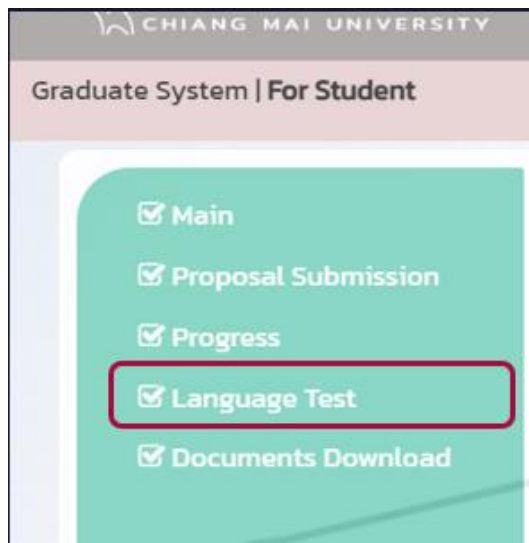 CHIANG MAI UNIVERSITY
Graduate System | For Student
Main
Proposal Submission
Progress
Language Test
Documents Download